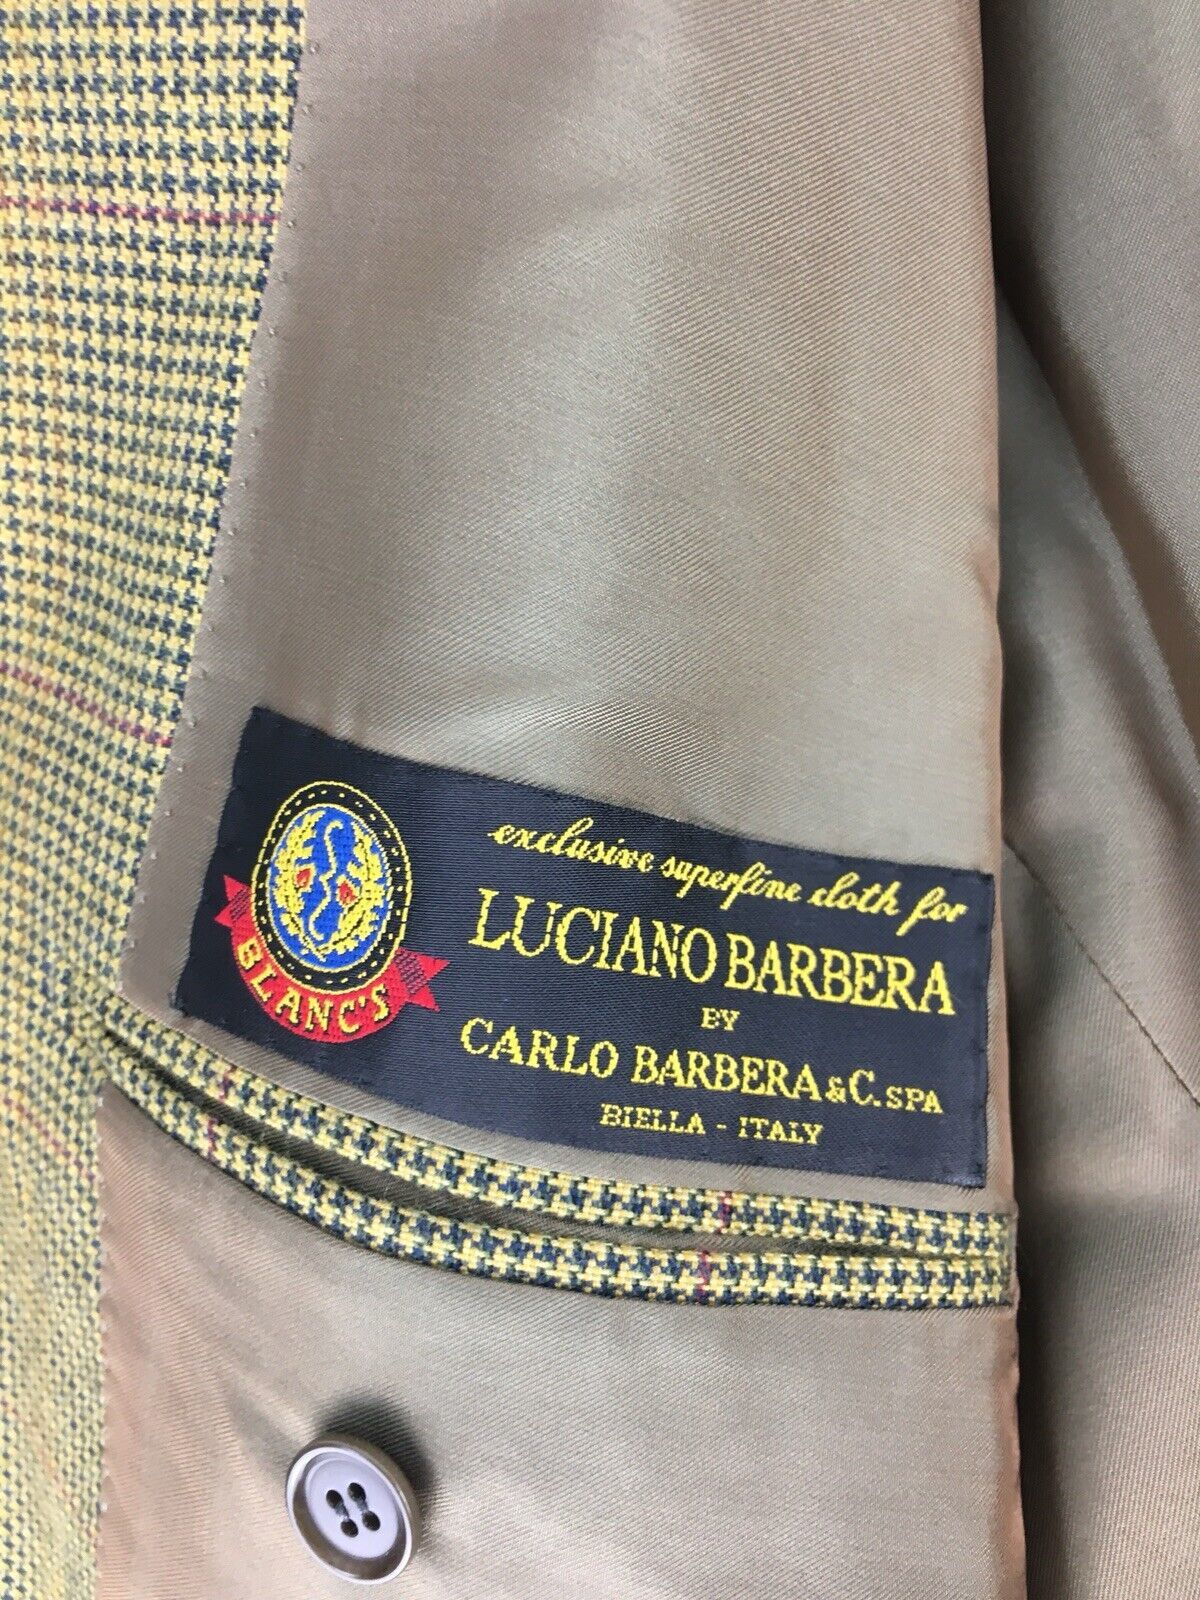 BLANC'S
exclusive superfine cloth for
LUCIANO BARBERA
BY
CARLO BARBERA & C. SPA
BIELLA - ITALY